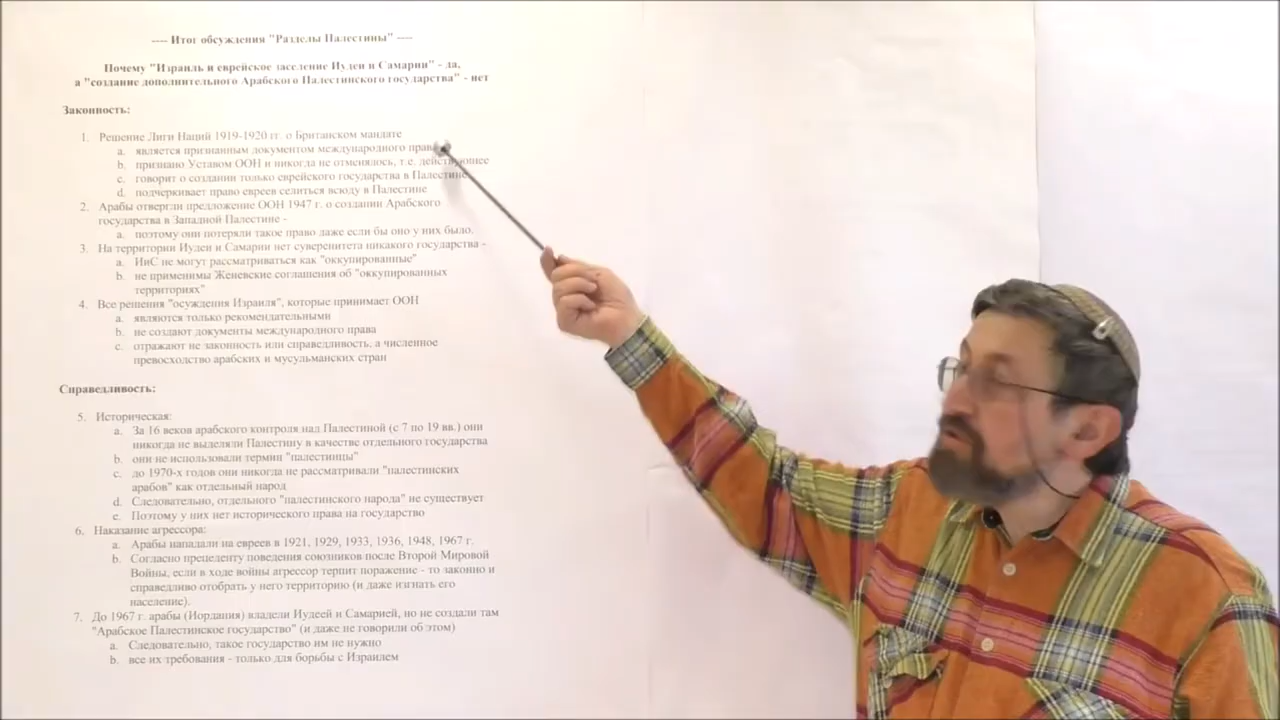 ---- Итог обсуждения "Разделы Палестины" ----
Почему "Израиль и еврейское заселение Иудеи и Самарии" - да,
а "создание дополнительного Арабского Палестинского государства" - нет
Законность:
1. Решение Лиги Наций 1919-1920 гг. о Британском мандате
a. является признанным документом международного права
b. признано Уставом ООН и никогда не отменялось, т.е. действующее
c. говорит о создании только еврейского государства в Палестине
d. подчеркивает право евреев селиться всюду в Палестине
2. Арабы отвергли предложение ООН 1947 г. о создании Арабского
государства в Западной Палестине -
a. поэтому они потеряли такое право даже если бы оно у них было.
3. На территории Иудеи и Самарии нет суверенитета никакого государства -
a. ИиС не могут рассматриваться как "оккупированные"
b. не применимы Женевские соглашения об "оккупированных
территориях"
4. Все решения "осуждения Израиля", которые принимает ООН
a. являются только рекомендательными
b. не создают документы международного права
c. отражают не законность или справедливость, а численное
превосходство арабских и мусульманских стран
Справедливость:
5. Историческая:
a. За 16 веков арабского контроля над Палестиной (с 7 по 19 вв.) они
никогда не выделяли Палестину в качестве отдельного государства
b. они не использовали термин "палестинцы"
c. до 1970-х годов они никогда не рассматривали "палестинских
арабов" как отдельный народ
d. Следовательно, отдельного "палестинского народа" не существует
e. Поэтому у них нет исторического права на государство
6. Наказание агрессора:
a. Арабы нападали на евреев в 1921, 1929, 1933, 1936, 1948, 1967 г.
b. Согласно прецеденту поведения союзников после Второй Мировой
Войны, если в ходе войны агрессор терпит поражение - то законно и
справедливо отобрать у него территорию (и даже изгнать его
население).
7. До 1967 г. арабы (Иордания) владели Иудеей и Самарией, но не создали там
"Арабское Палестинское государство" (и даже не говорили об этом)
a. Следовательно, такое государство им не нужно
b. все их требования - только для борьбы с Израилем